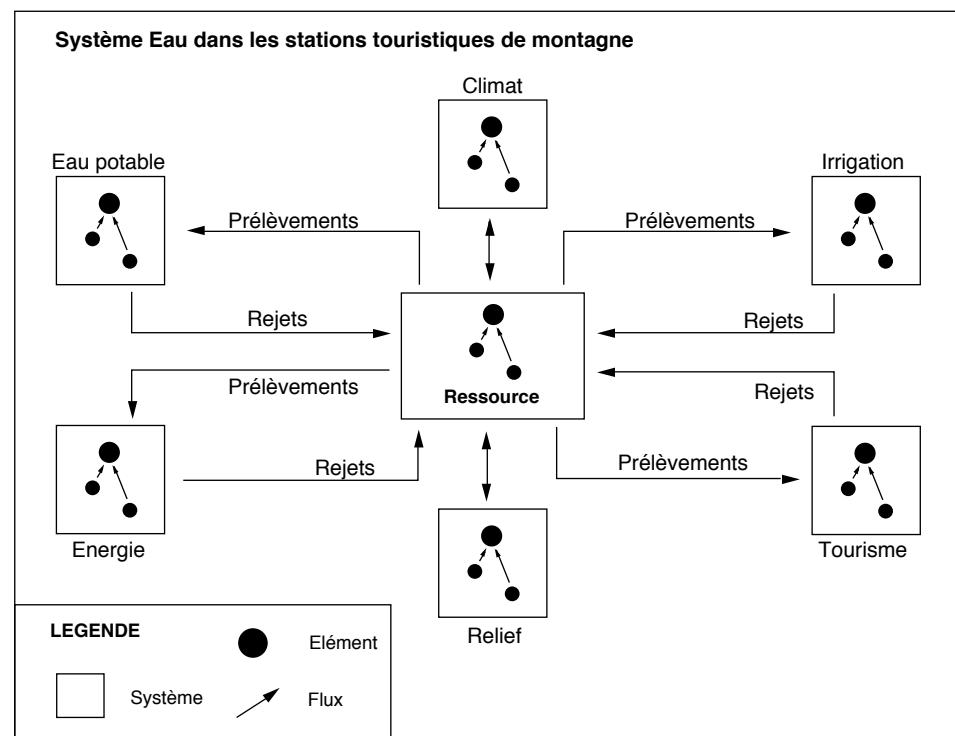 Système Eau dans les stations touristiques de montagne
Climat
Eau potable
Irrigation
Prélèvements
Prélèvements
Rejets
Rejets
Ressource
Prélèvements
Rejets
Rejets
Prélèvements
Energie
Tourisme
Relief
LEGENDE
Elément
Système
Flux